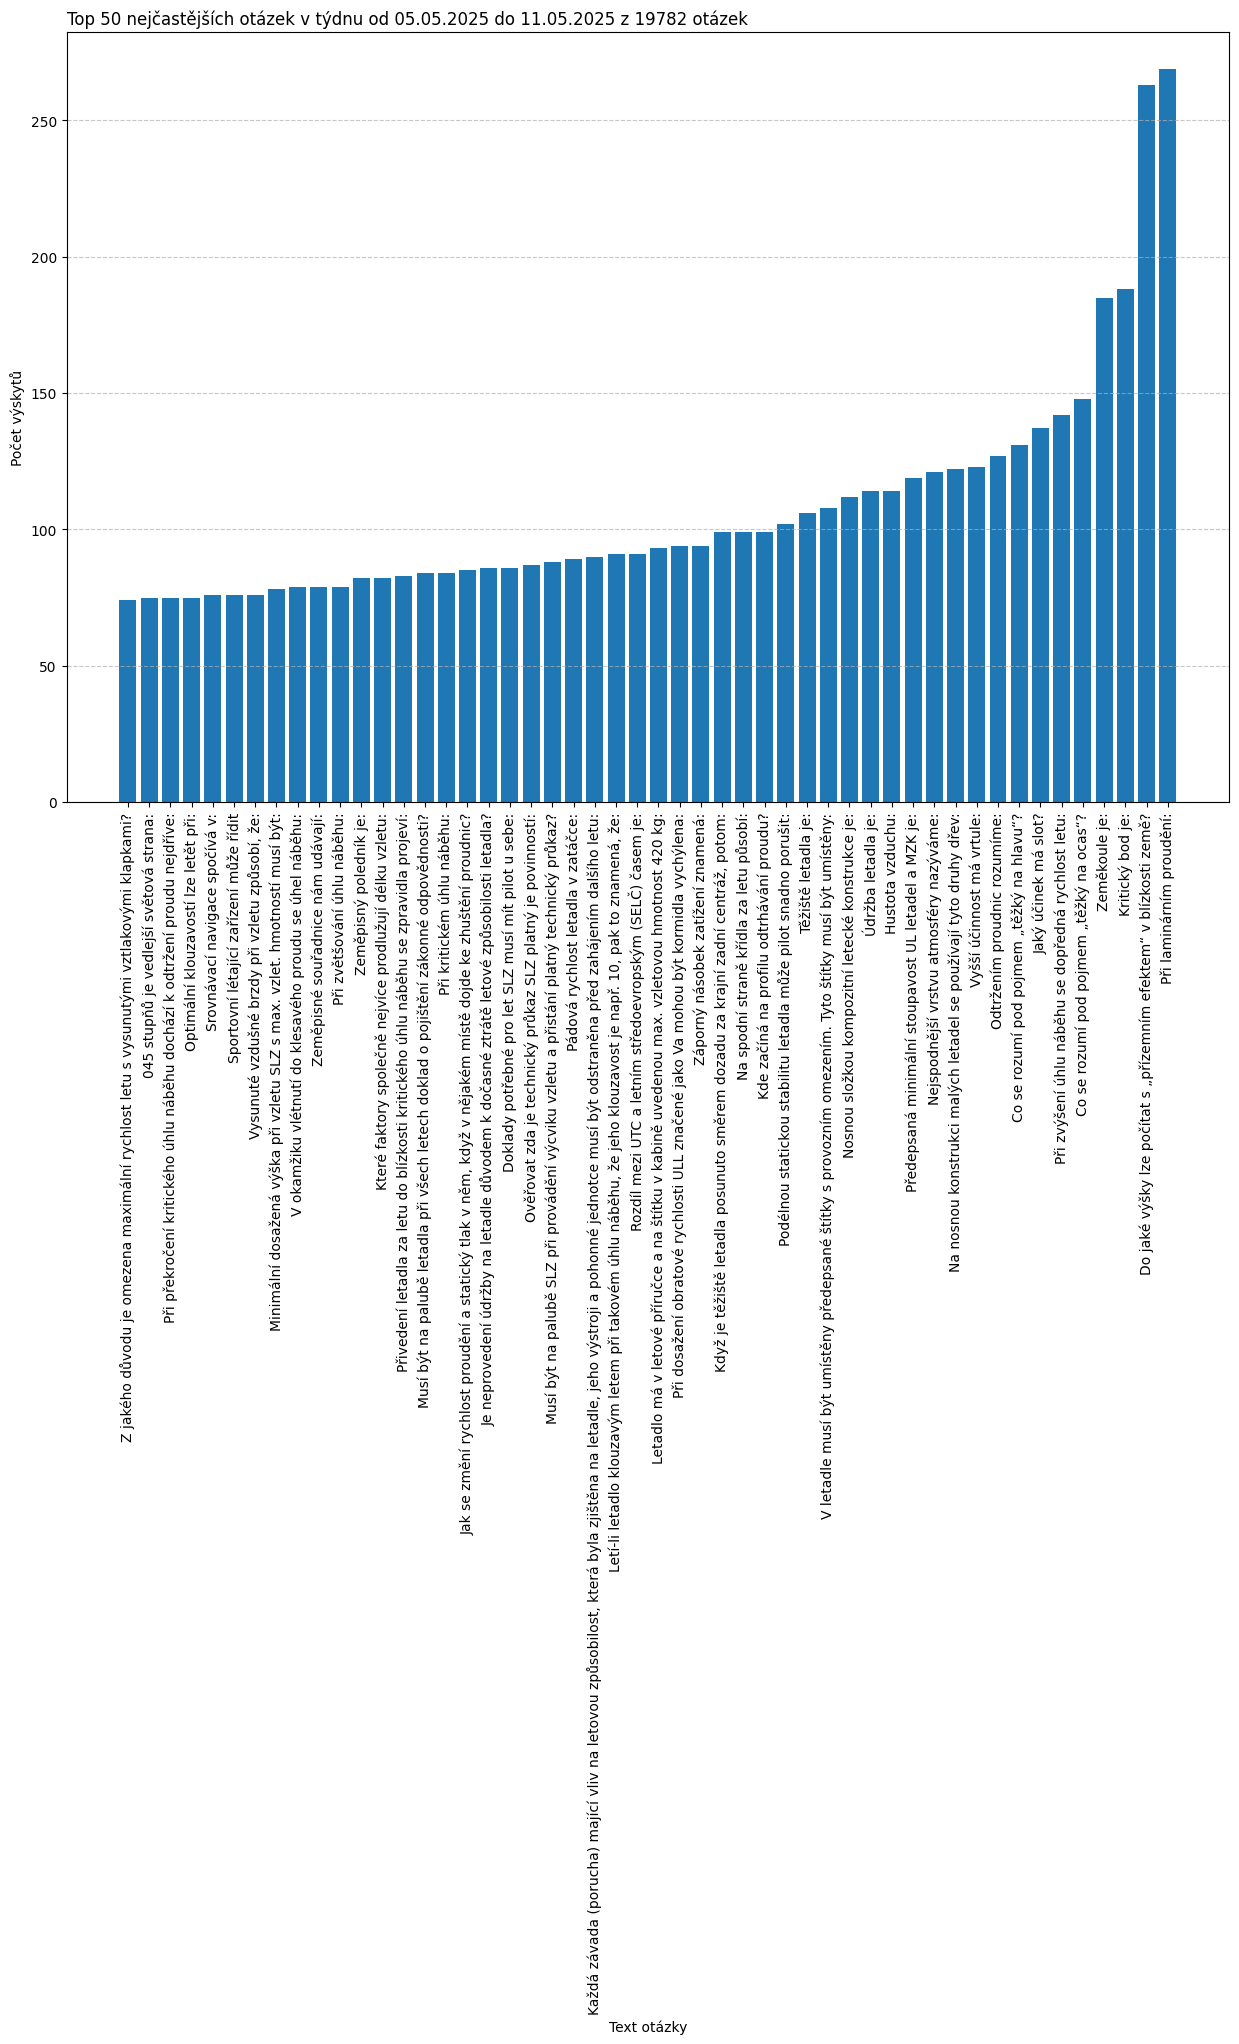 Top 50 nejčastějších otázek v týdnu od 05.05.2025 do 11.05.2025 z 19782 otázek
Počet výskytů
250
200
150
100
50
0
Z jakého důvodu je omezena maximální rychlost letu s vysunutými vztlakovými klapkami?
045 stupňů je vedlejší světová strana:
Při překročení kritického úhlu náběhu dochází k odtržení proudu nejdříve:
Optimální klouzavostí lze letět při:
Srovnávací navigace spočívá v:
Sportovní létající zařízení může řídit
Vysunuté vzdušné brzdy při vzletu způsobí, že:
Minimální dosažená výška při vzletu SLZ s max. vzlet. hmotností musí být:
V okamžiku vlétnutí do klesavého proudu se úhel náběhu:
Zeměpisné souřadnice nám udávají:
Při zvětšování úhlu náběhu:
Zeměpisný poledník je:
Které faktory společně nejvíce prodlužují délku vzletu:
Přivedení letadla za letu do blízkosti kritického úhlu náběhu se zpravidla projeví:
Musí být na palubě letadla při všech letech doklad o pojištění zákonné odpovědnosti?
Při kritickém úhlu náběhu:
Jak se změní rychlost proudění a statický tlak v něm, když v nějakém místě dojde ke zhuštění proudnic?
Je neprovedení údržby na letadle důvodem k dočasné ztrátě letové způsobilosti letadla?
Doklady potřebné pro let SLZ musí mít pilot u sebe:
Ověřovat zda je technický průkaz SLZ platný je povinností:
Musí být na palubě SLZ při provádění výcviku vzletu a přistání platný technický průkaz?
Pádová rychlost letadla v zatáčce:
Každá závada (porucha) mající vliv na letovou způsobilost, která byla zjištěna na letadle, jeho výstroji a pohonné jednotce musí být odstraněna před zahájením dalšího letu:
Letí-li letadlo klouzavým letem při takovém úhlu náběhu, že jeho klouzavost je např. 10, pak to znamená, že:
Rozdíl mezi UTC a letním středoevropským (SELČ) časem je:
Letadlo má v letové příručce a na štítku v kabině uvedenou max. vzletovou hmotnost 420 kg:
Při dosažení obratové rychlosti ULL značené jako Va mohou být kormidla vychýlena:
Záporný násobek zatížení znamená:
Když je těžiště letadla posunuto směrem dozadu za krajní zadní centráž, potom:
Na spodní straně křídla za letu působí:
Kde začíná na profilu odtrhávání proudu?
Podélnou statickou stabilitu letadla může pilot snadno porušit:
Těžiště letadla je:
V letadle musí být umístěny předepsané štítky s provozním omezením. Tyto štítky musí být umístěny:
Nosnou složkou kompozitní letecké konstrukce je:
Údržba letadla je:
Hustota vzduchu:
Předepsaná minimální stoupavost UL letadel a MZK je:
Nejspodnější vrstvu atmosféry nazýváme:
Na nosnou konstrukci malých letadel se používají tyto druhy dřev:
Vyšší účinnost má vrtule:
Odtržením proudnic rozumíme:
Co se rozumí pod pojmem „těžký na hlavu“?
Jaký účinek má slot?
Při zvýšení úhlu náběhu se dopředná rychlost letu:
Co se rozumí pod pojmem „těžký na ocas“?
Zeměkoule je:
Kritický bod je:
Do jaké výšky lze počítat s „přízemním efektem“ v blízkosti země?
Při laminárním proudění:
Text otázky